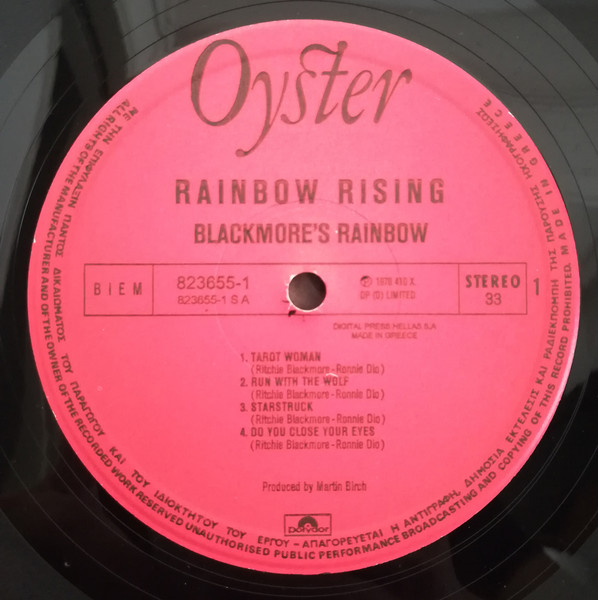 Oyster
RAINBOW RISING
BLACKMORE'S RAINBOW
BIEM
823655-1
823655-1 S A
℗ 1976
OP (O) LIMITED
STEREO
33
1
DIGITAL PRESS HELLAS S.A
MADE IN GREECE
1. TAROT WOMAN
(Ritchie Blackmore-Ronnie Dio)
2. RUN WITH THE WOLF
(Ritchie Blackmore-Ronnie Dio)
3. STARSTRUCK
(Ritchie Blackmore-Ronnie Dio)
4. DO YOU CLOSE YOUR EYES
(Ritchie Blackmore-Ronnie Dio)
Produced by Martin Birch
Polydor
ΜΕ ΤΗΝ ΕΠΙΦΥΛΑΞΙΝ ΠΑΝΤΟΣ ΔΙΚΑΙΩΜΑΤΟΣ ΤΟΥ ΠΑΡΑΓΩΓΟΥ ΚΑΙ ΤΟΥ ΙΔΙΟΚΤΗΤΟΥ ΤΟΥ ΕΡΓΟΥ - ΑΠΑΓΟΡΕΥΕΤΑΙ Η ΑΝΤΙΓΡΑΦΗ, ΔΗΜΟΣΙΑ ΕΚΤΕΛΕΣΙΣ ΚΑΙ ΡΑΔΙΕΚΠΟΜΠΗ ΤΗΣ ΠΑΡΟΥΣΗΣ ΗΧΟΓΡΑΦΗΣΕΩΣ
ALL RIGHTS OF THE MANUFACTURER AND OF THE OWNER OF THE RECORDED WORK RESERVED UNAUTHORISED PUBLIC PERFORMANCE BROADCASTING AND COPYING OF THIS RECORD PROHIBITED. MADE IN GREECE